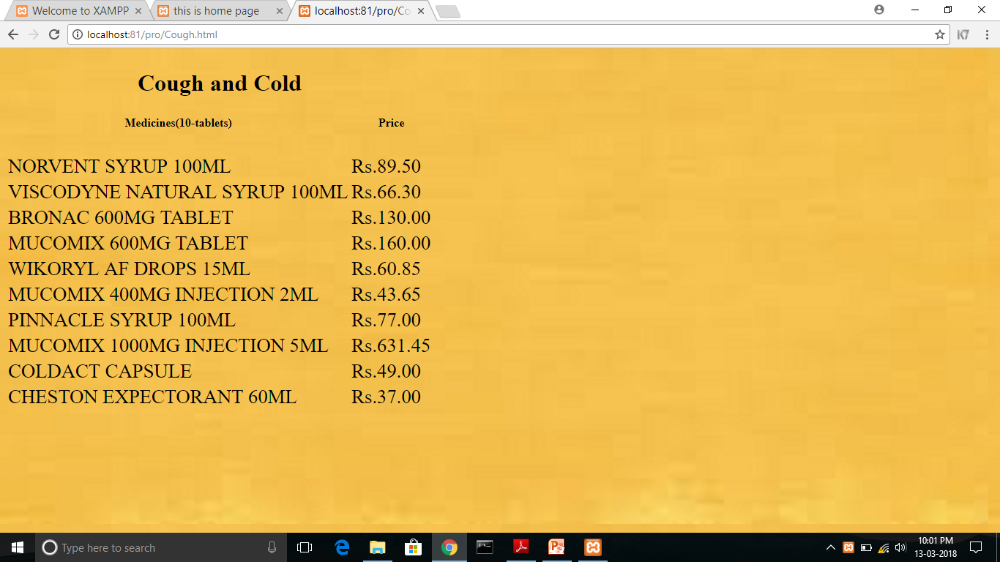 Welcome to XAMPP
this is home page
localhost:81/pro/Co
localhost:81/pro/Cough.html
K7
Cough and Cold
Medicines(10-tablets) Price
NORVENT SYRUP 100ML Rs.89.50
VISCODYNE NATURAL SYRUP 100ML Rs.66.30
BRONAC 600MG TABLET Rs.130.00
MUCOMIX 600MG TABLET Rs.160.00
WIKORYL AF DROPS 15ML Rs.60.85
MUCOMIX 400MG INJECTION 2ML Rs.43.65
PINNACLE SYRUP 100ML Rs.77.00
MUCOMIX 1000MG INJECTION 5ML Rs.631.45
COLDACT CAPSULE Rs.49.00
CHESTON EXPECTORANT 60ML Rs.37.00
Type here to search
10:01 PM
13-03-2018